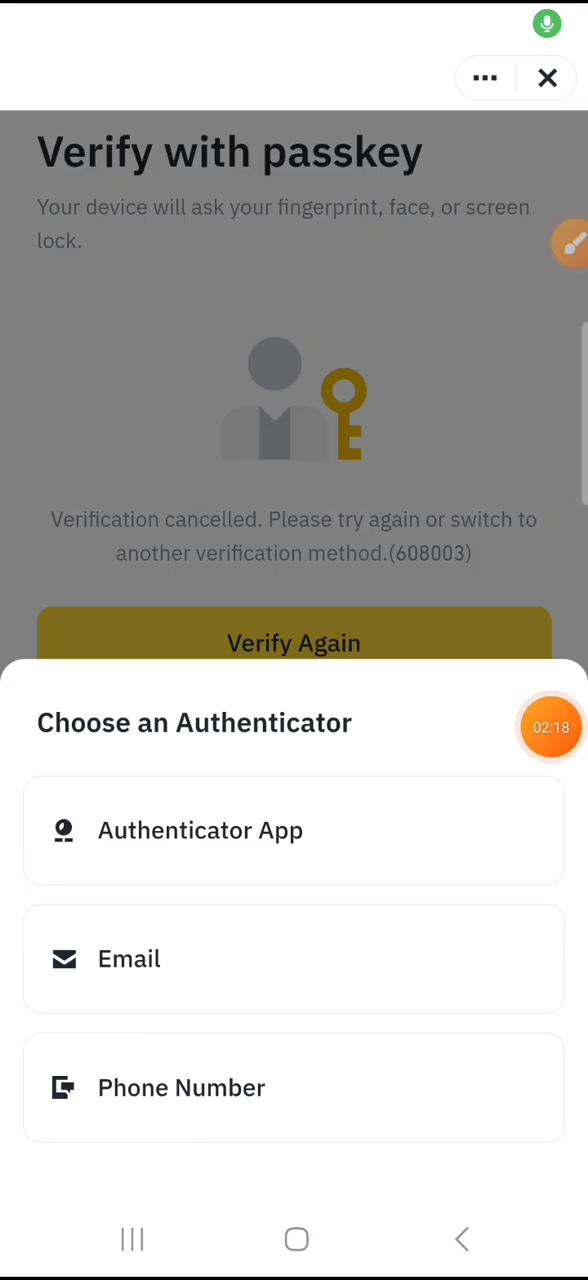 Verify with passkey
Your device will ask your fingerprint, face, or screen
lock.
Verification cancelled. Please try again or switch to
another verification method.(608003)
Verify Again
Choose an Authenticator
02:18
Authenticator App
Email
Phone Number